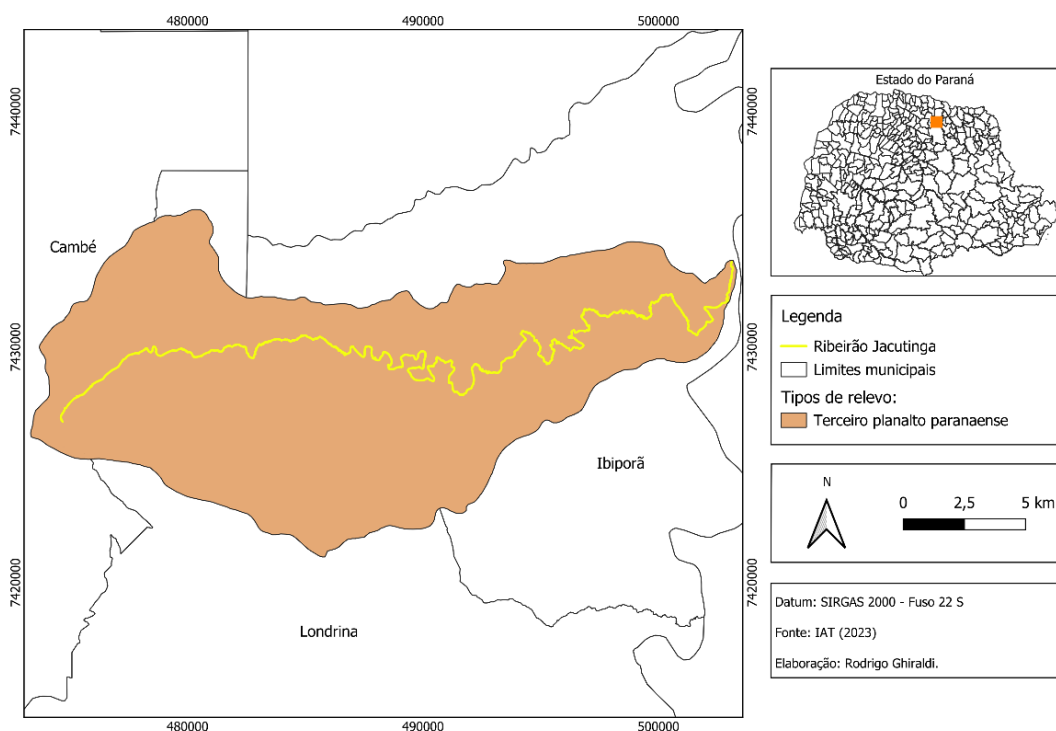 480000
490000
500000
7440000
7440000
Cambé
7430000
7430000
Ibiporã
7420000
7420000
Londrina
480000
490000
500000
Estado do Paraná
Legenda
Ribeirão Jacutinga
Limites municipais
Tipos de relevo:
Terceiro planalto paranaense
N
0 2,5 5 km
Datum: SIRGAS 2000 - Fuso 22 S
Fonte: IAT (2023)
Elaboração: Rodrigo Ghiraldi.